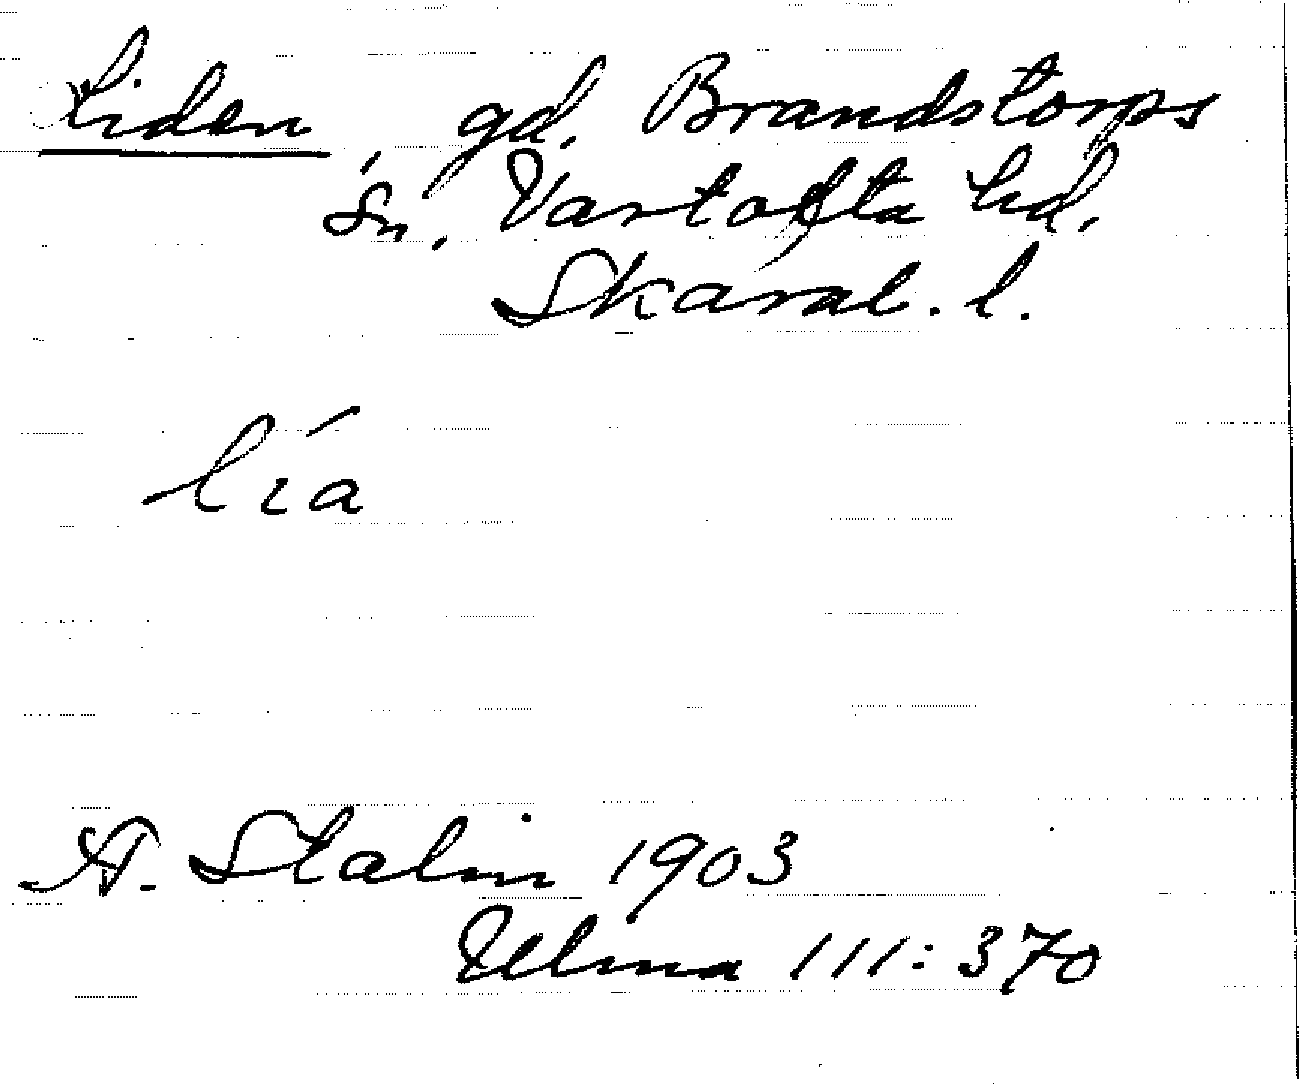 Liden, gd. Brandstorps
sn. Vartofta hd.
Skarab. l.
lía
A. Stalin 1903
Ulma 111:370